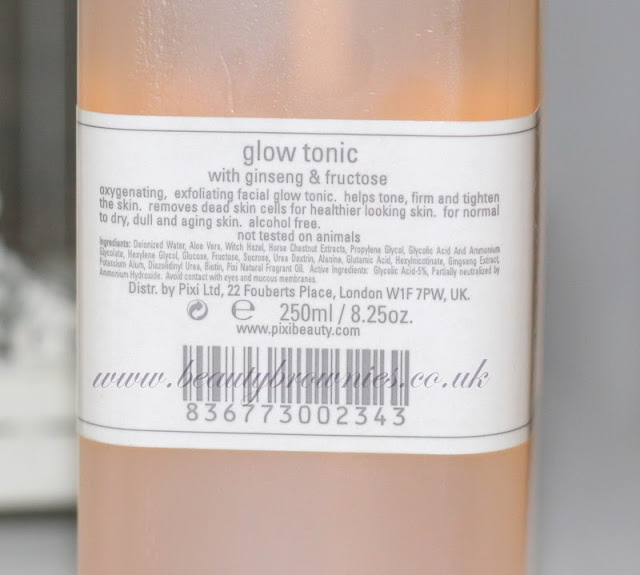 glow tonic
with ginseng & fructose
oxygenating, exfoliating facial glow tonic. helps tone, firm and tighten
the skin. removes dead skin cells for healthier looking skin. for normal
to dry, dull and aging skin. alcohol free.
not tested on animals
Ingredients: Deionized Water, Aloe Vera, Witch Hazel, Horse Chestnut Extracts, Propylene Glycol, Glycolic Acid And Ammonium
Glycolate, Hexylene Glycol, Glucose, Fructose, Sucrose, Urea Dextrin, Alanine, Glutamic Acid, Hexylnicotinate, Ginseng Extract,
Potassium Alum, Diazolidinyl Urea, Biotin, Pixi Natural Fragrant Oil. Active Ingredients: Glycolic Acid-5%, Partially neutralized by
Ammonium Hydroxide. Avoid contact with eyes and mucous membranes.
Distr. by Pixi Ltd, 22 Fouberts Place, London W1F 7PW, UK.
e 250ml / 8.25oz.
www.pixibeauty.com
www.beautybrownies.co.uk
836773002343